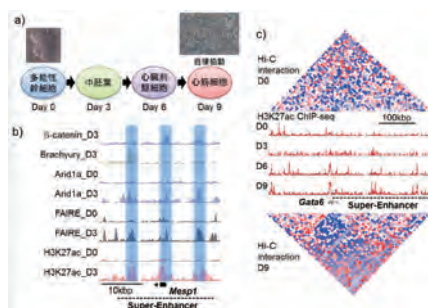 a)
自律拍動
多能性
幹細胞
中胚葉
心臓前
駆細胞
心筋細胞
Day 0
Day 3
Day 6
Day 9
b)
ß-catenin_D3
Brachyury_D3
Arid1a_D0
Arid1a_D3
FAIRE_D0
FAIRE_D3
H3K27ac_D0
H3K27ac_D3
10kbp
Mesp1
Super-Enhancer
c)
Hi-C
interaction
D0
H3K27ac ChIP-seq
100kbp
D0
D3
D6
D9
Gata6
Super-Enhancer
Hi-C
interaction
D9